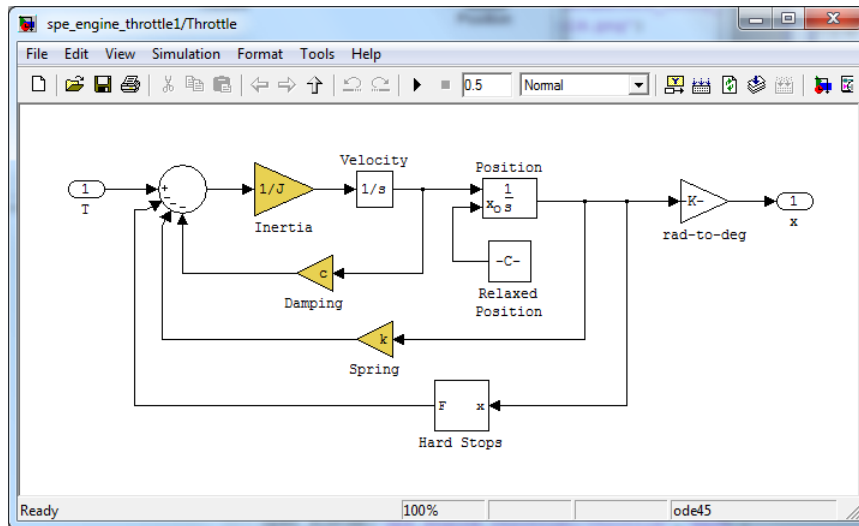 spe_engine_throttle1/Throttle
File Edit View Simulation Format Tools Help
0.5 Normal
Velocity
Position
1 T
+ - - -
1/J
Inertia
1/s
xo 1/s
-K-
rad-to-deg
1
x
c
Damping
-C-
Relaxed
Position
k
Spring
F x
Hard Stops
Ready 100% ode45